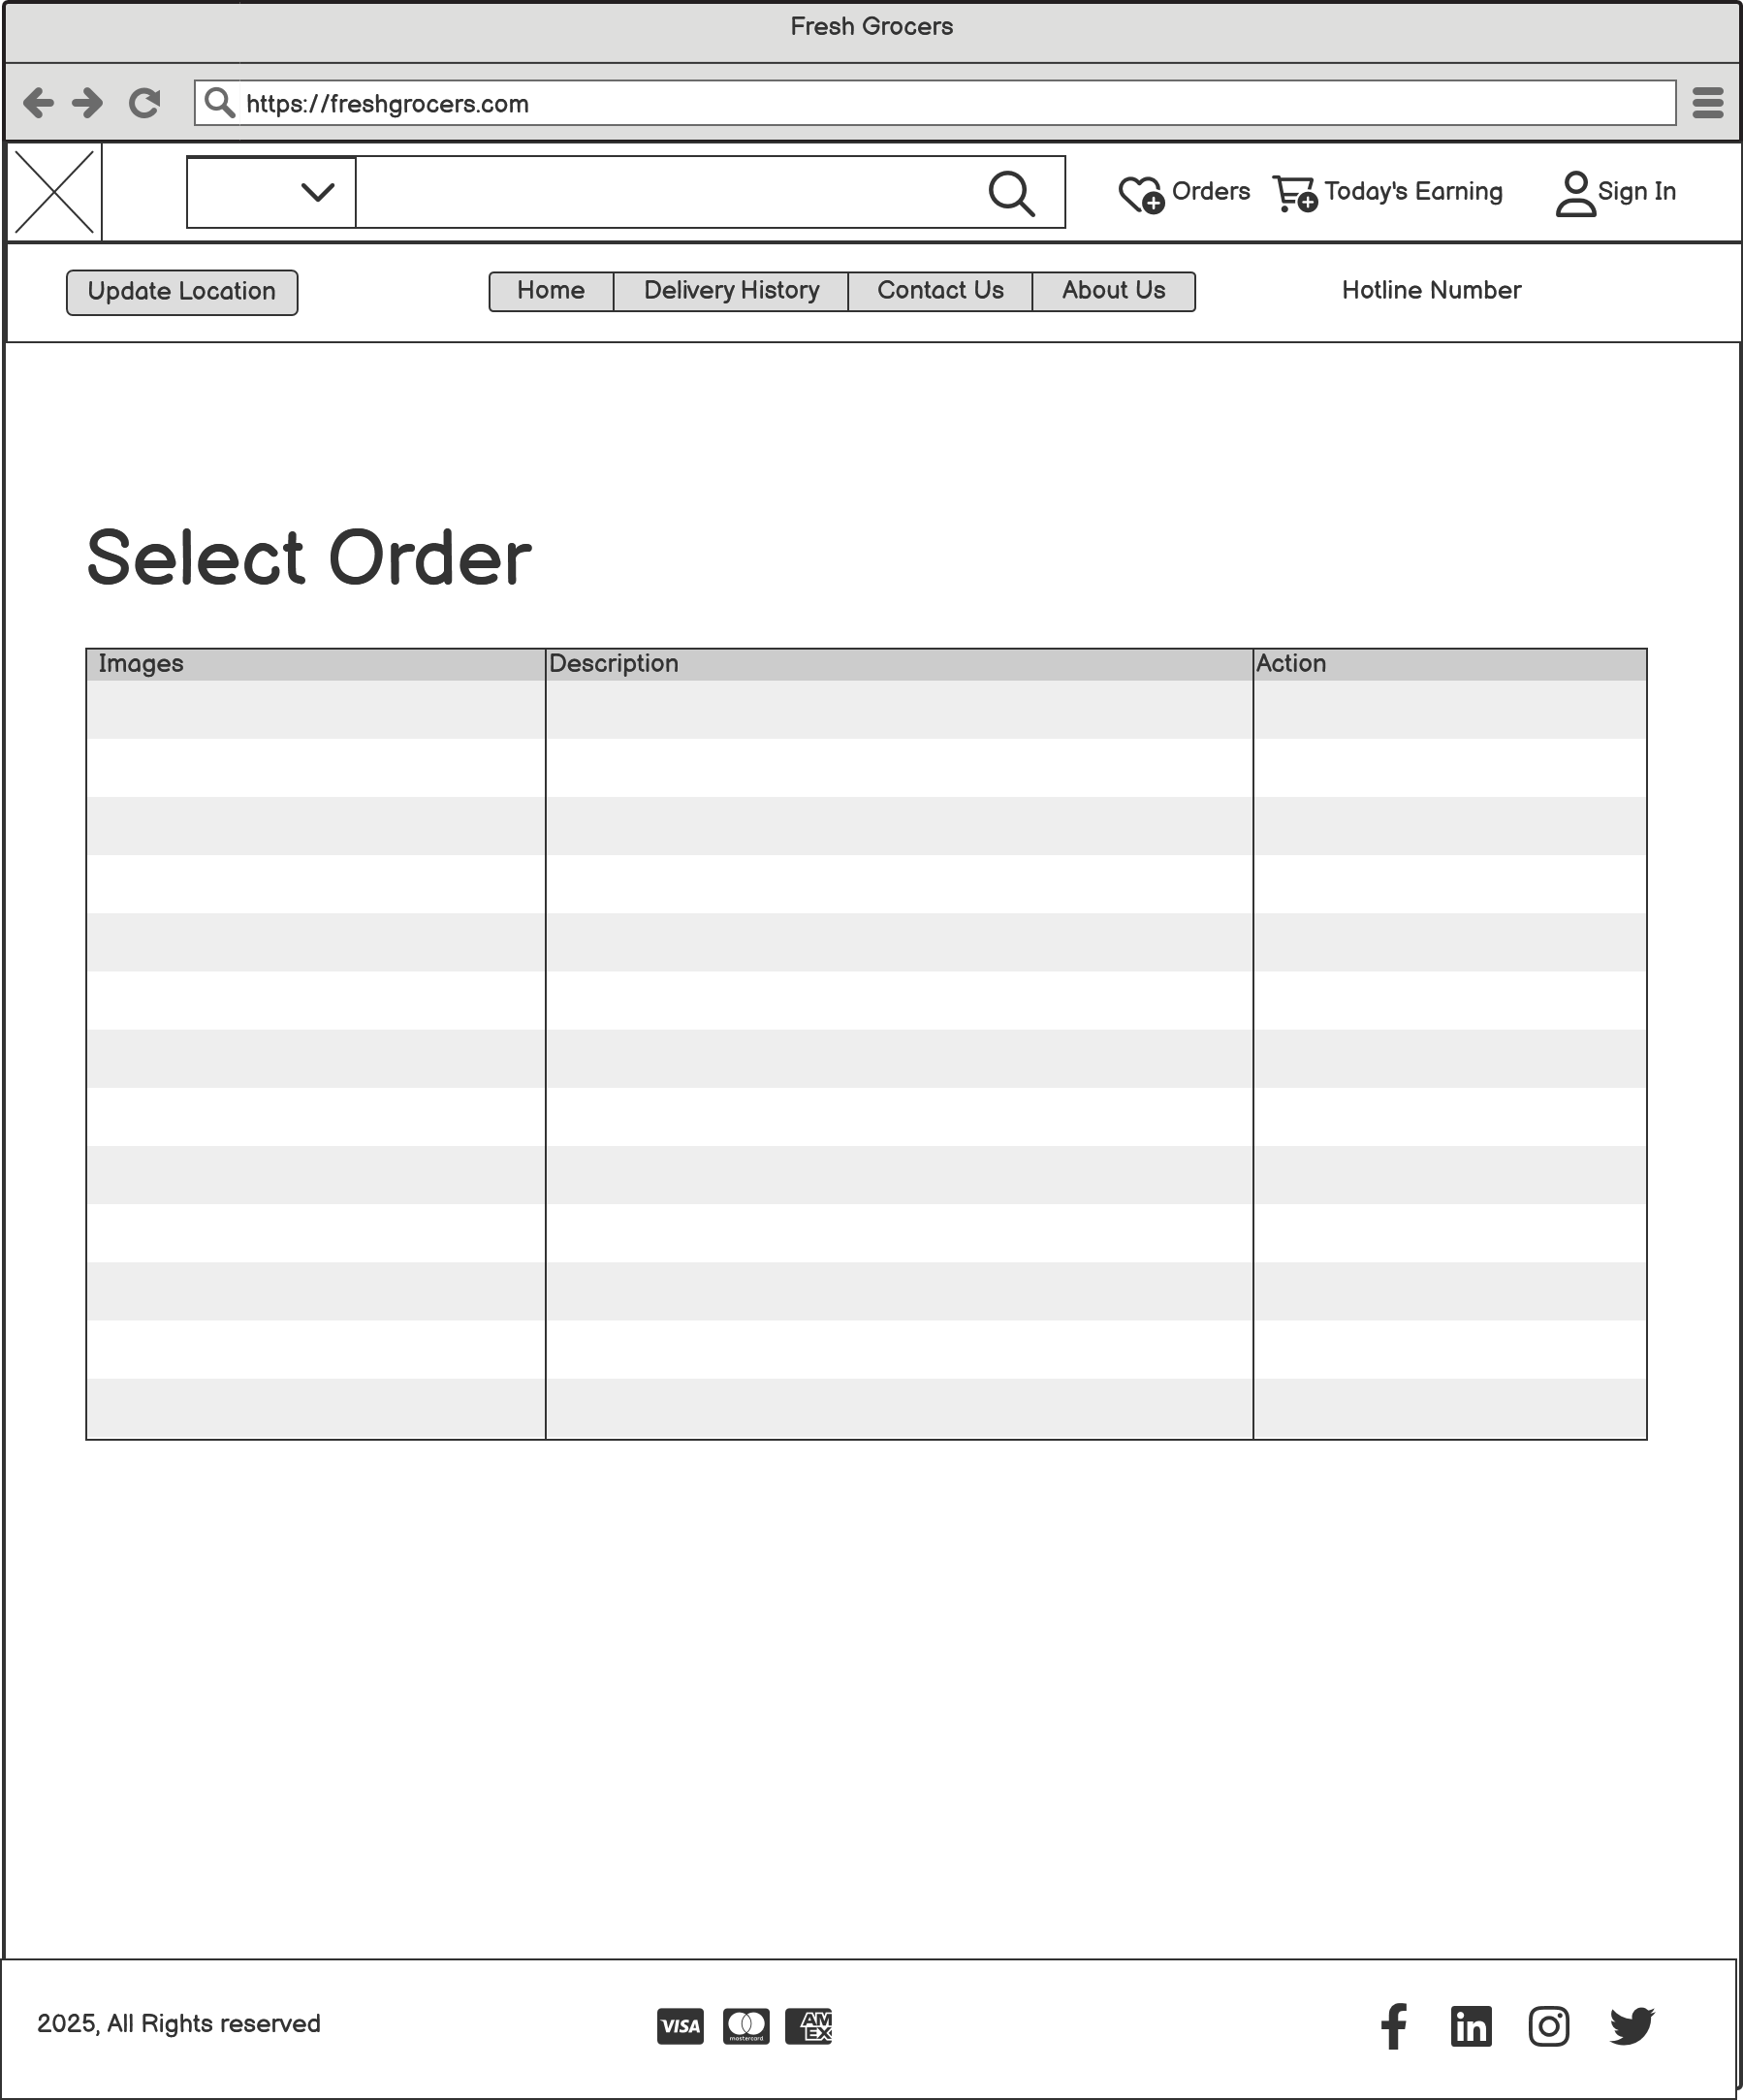 Fresh Grocers
https://freshgrocers.com
Orders Today's Earning Sign In
Update Location Home Delivery History Contact Us About Us Hotline Number
Select Order
Images Description Action
2025, All Rights reserved VISA mastercard AM EX